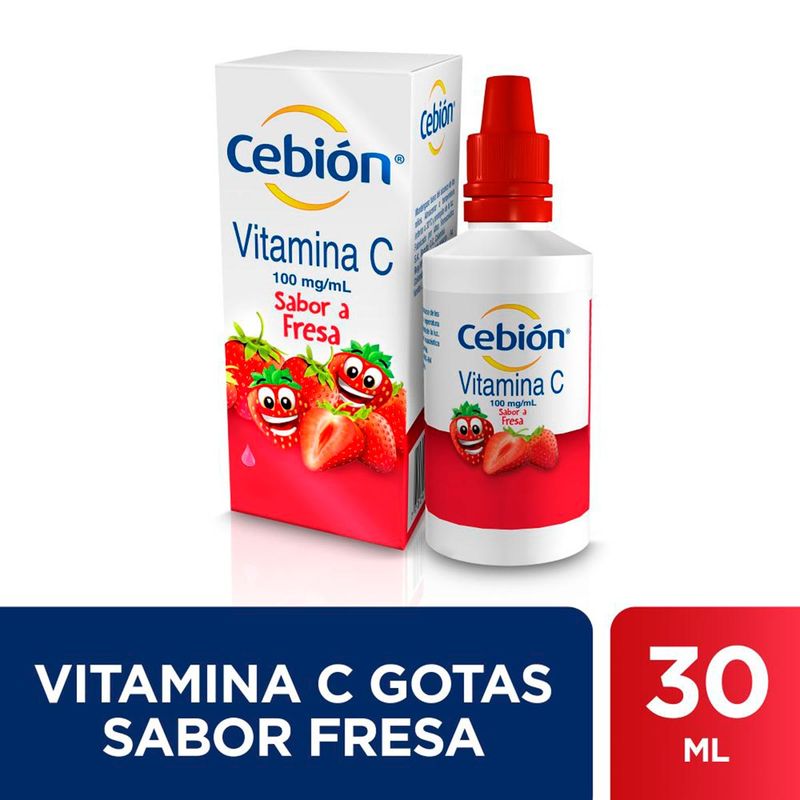 Cebión®
Vitamina C
100 mg/mL
Sabor a
Fresa
Cebión®
Cebión®
Vitamina C
100 mg/mL
Sabor a
Fresa
VITAMINA C GOTAS
SABOR FRESA
30
ML